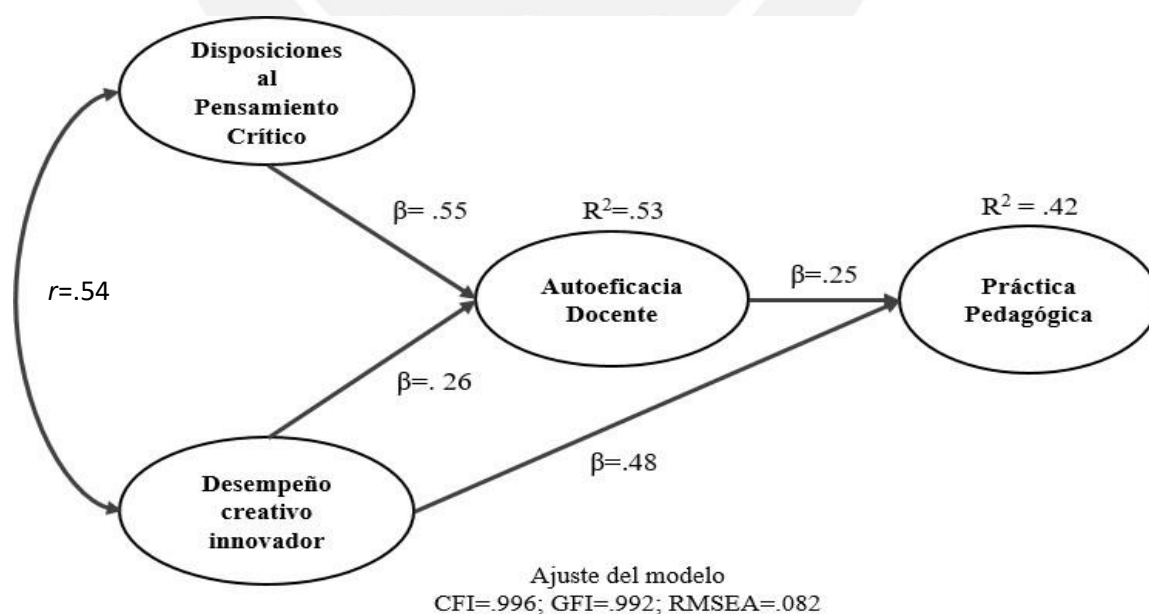 Disposiciones
al
Pensamiento
Crítico
β= .55
R²=.53
R² = .42
r=.54
Autoeficacia
Docente
β=.25
Práctica
Pedagógica
β=. 26
β=.48
Desempeño
creativo
innovador
Ajuste del modelo
CFI=.996; GFI=.992; RMSEA=.082